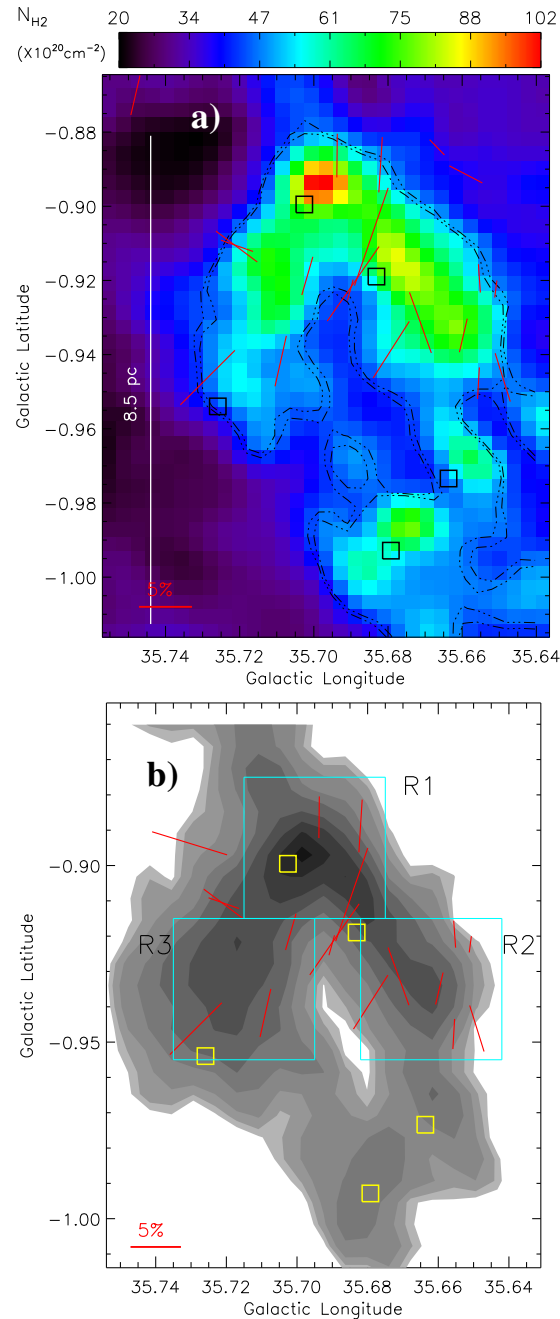 N_H2
(X10^20 cm^-2)
20 34 47 61 75 88 102
a)
-0.88
-0.90
-0.92
-0.94
-0.96
-0.98
-1.00
Galactic Latitude
8.5 pc
5%
35.74 35.72 35.70 35.68 35.66 35.64
Galactic Longitude
b)
R1
R3
R2
-0.90
-0.95
-1.00
Galactic Latitude
5%
35.74 35.72 35.70 35.68 35.66 35.64
Galactic Longitude